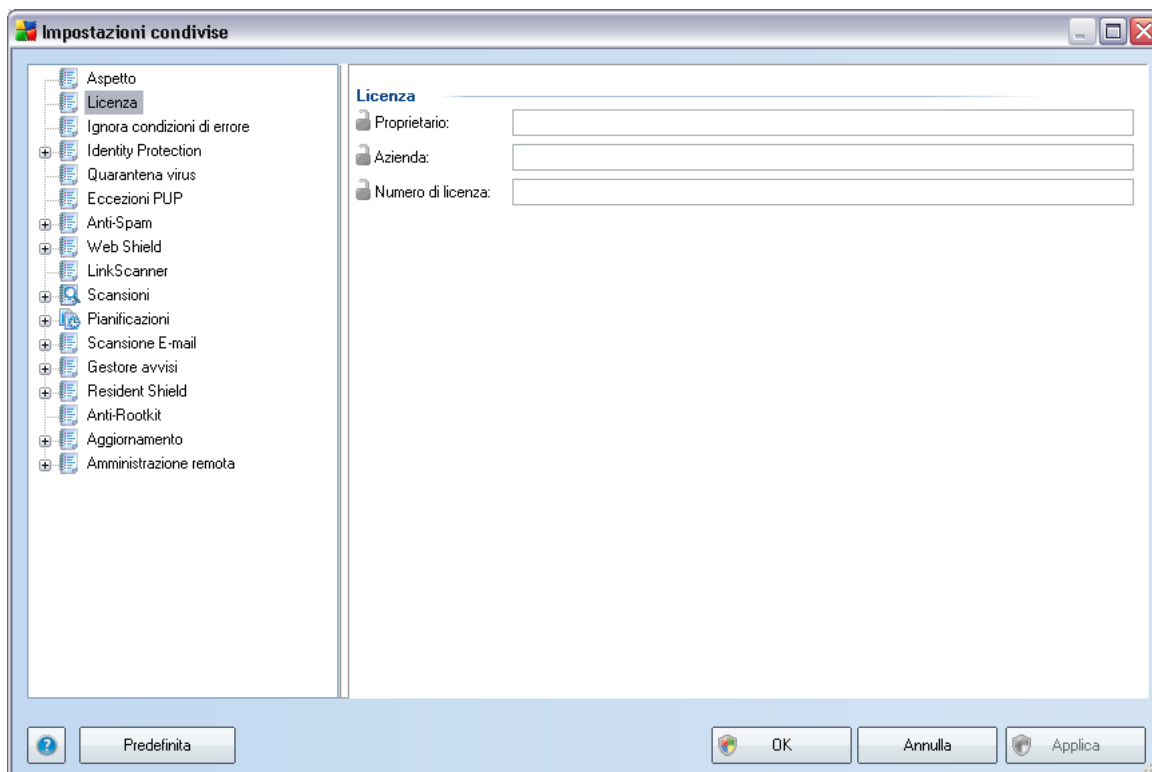 Impostazioni condivise
Aspetto
Licenza
Ignora condizioni di errore
Identity Protection
Quarantena virus
Eccezioni PUP
Anti-Spam
Web Shield
LinkScanner
Scansioni
Pianificazioni
Scansione E-mail
Gestore avvisi
Resident Shield
Anti-Rootkit
Aggiornamento
Amministrazione remota
Licenza
Proprietario:
Azienda:
Numero di licenza:
Predefinita
OK
Annulla
Applica